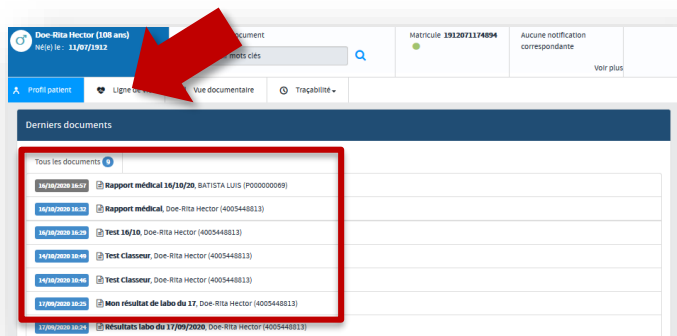 Doe-Rita Hector (108 ans)
Né(e) le : 11/07/1912
ocument
mots clés
Matricule 1912071174894
Aucune notification
correspondante
Voir plus
Profil patient
Ligne de
Vue documentaire
Traçabilité
Derniers documents
Tous les documents 9
16/10/2020 16:57 Rapport médical 16/10/20, BATISTA LUIS (P000000069)
16/10/2020 16:32 Rapport médical, Doe-Rita Hector (4005448813)
16/10/2020 16:29 Test 16/10, Doe-Rita Hector (4005448813)
14/10/2020 10:49 Test Classeur, Doe-Rita Hector (4005448813)
14/10/2020 10:46 Test Classeur, Doe-Rita Hector (4005448813)
17/09/2020 10:25 Mon résultat de labo du 17, Doe-Rita Hector (4005448813)
17/09/2020 10:24 Résultats labo du 17/09/2020, Doe-Rita Hector (4005448813)